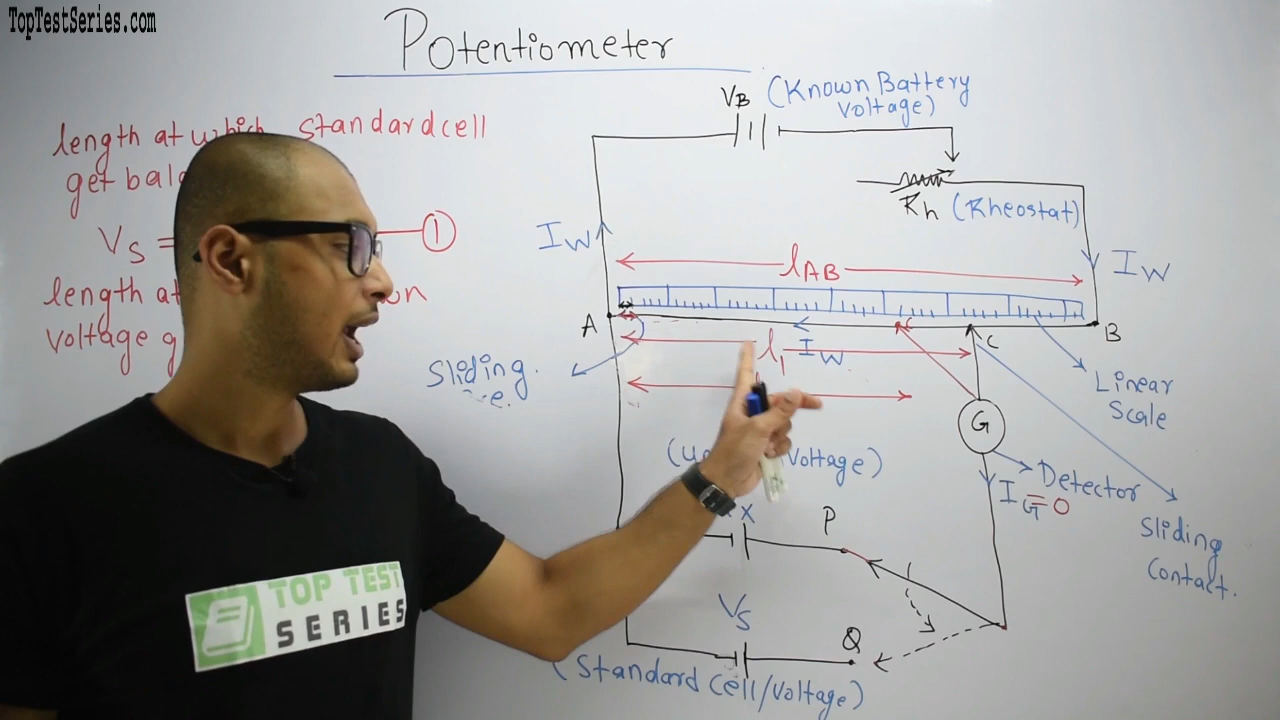 TopTestSeries.com
Potentiometer
length at which standard cell
get
Vs = ①
length at
voltage
VB (Known Battery
Voltage)
Rh (Rheostat)
Iw
Iw
lAB
A
B
C
l1 Iw
Sliding
Linear
Scale
G
Detector
IG = 0
Sliding
Contact.
Voltage)
X
P
Vs
Q
(Standard Cell/Voltage)
TOP TEST
SERIES